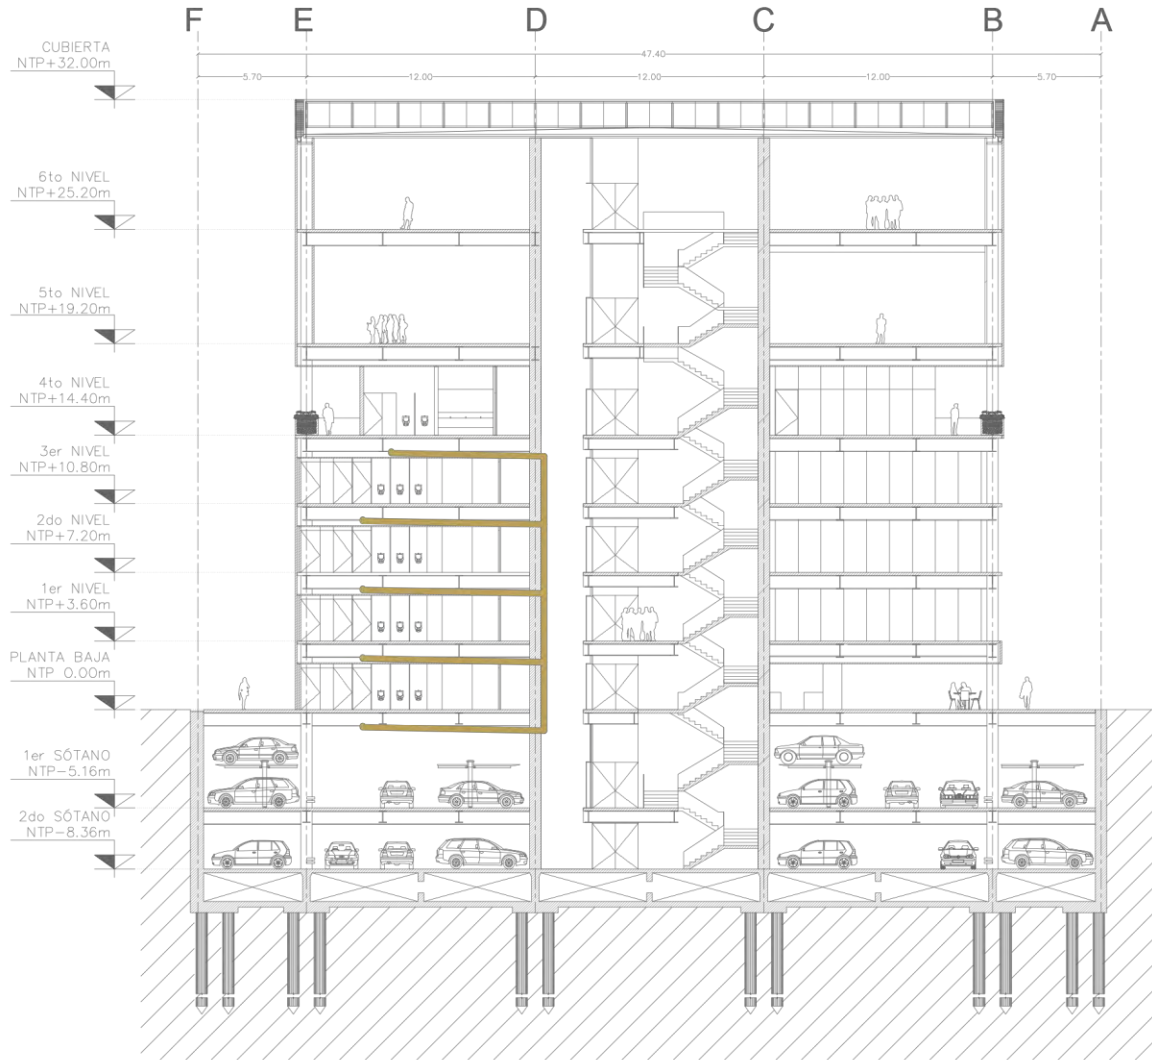 F E D C B A
47.40
5.70 12.00 12.00 12.00 5.70
CUBIERTA
NTP+32.00m
6to NIVEL
NTP+25.20m
5to NIVEL
NTP+19.20m
4to NIVEL
NTP+14.40m
3er NIVEL
NTP+10.80m
2do NIVEL
NTP+7.20m
1er NIVEL
NTP+3.60m
PLANTA BAJA
NTP 0.00m
1er SÓTANO
NTP-5.16m
2do SÓTANO
NTP-8.36m